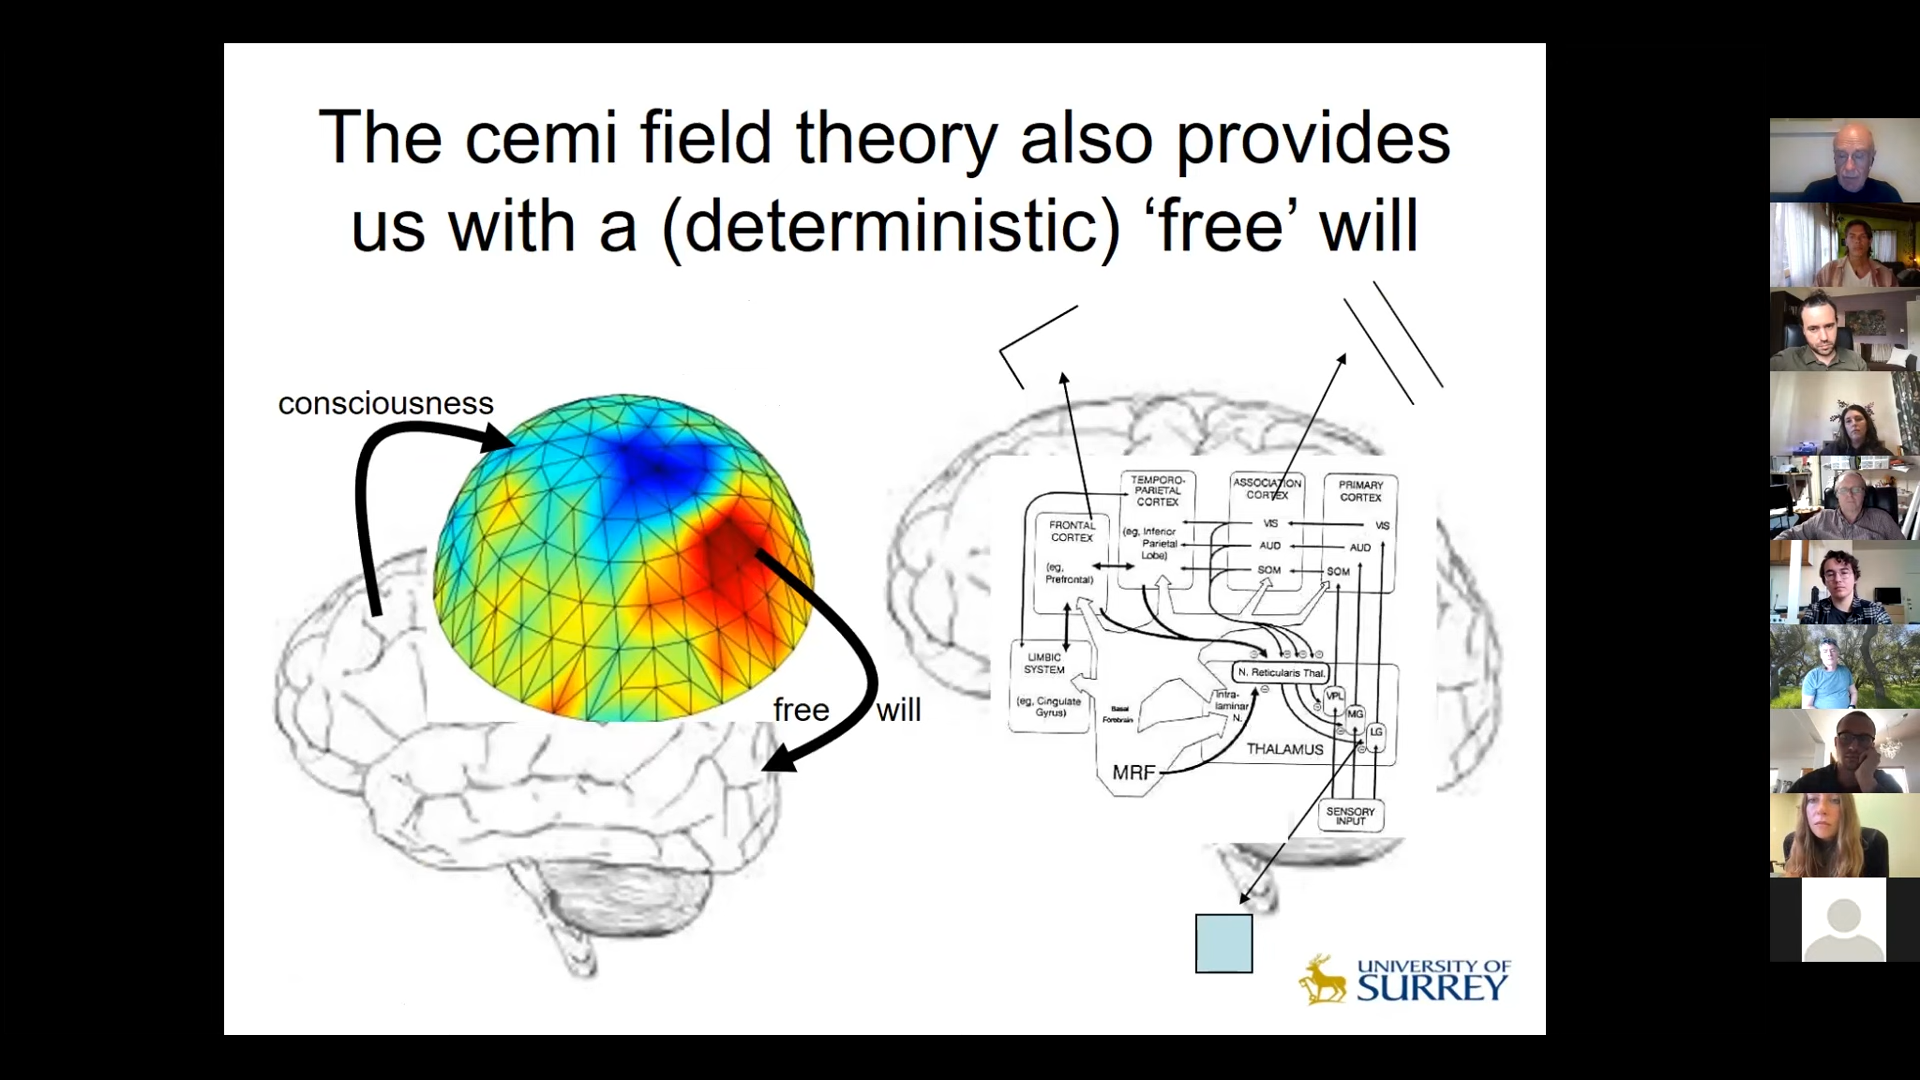 The cemi field theory also provides
us with a (deterministic) ‘free’ will
consciousness
free will
TEMPORO-
PARIETAL
CORTEX
(eg, Inferior
Parietal
Lobe)
ASSOCIATION
CORTEX
VIS
AUD
SOM
PRIMARY
CORTEX
VIS
AUD
SOM
FRONTAL
CORTEX
(eg,
Prefrontal)
LIMBIC
SYSTEM
(eg, Cingulate
Gyrus)
Basal
Forebrain
Intra-
laminar
N.
N. Reticularis Thal.
VPL
MG
LG
THALAMUS
MRF
SENSORY
INPUT
UNIVERSITY OF
SURREY